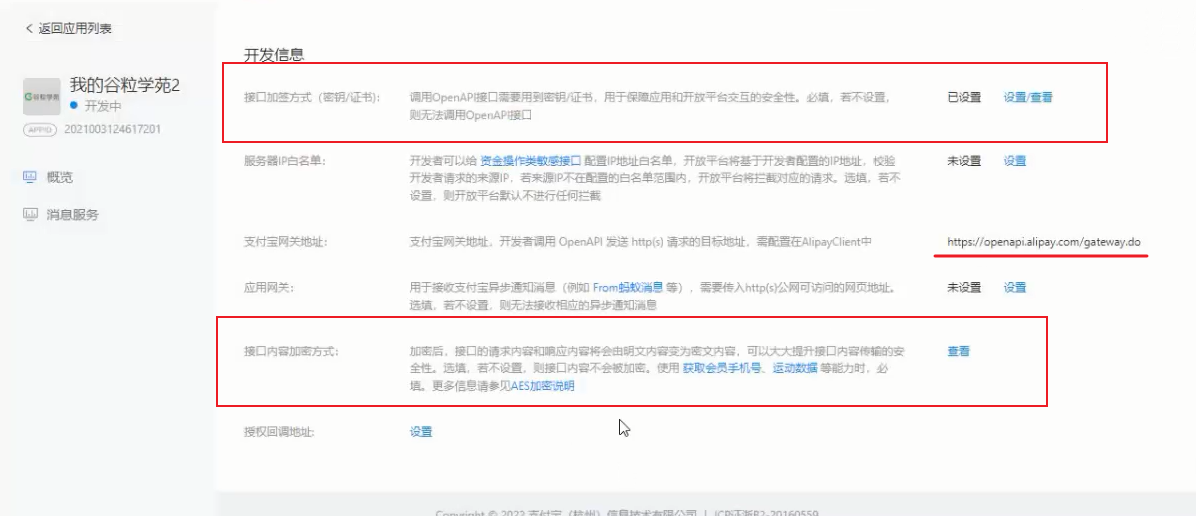 返回应用列表
我的谷粒学苑2
谷粒学苑
开发中
APPID 2021003124617201
概览
消息服务
开发信息
接口加签方式（密钥/证书）： 调用OpenAPI接口需要用到密钥/证书，用于保障应用和开放平台交互的安全性。必填，若不设置， 已设置 设置/查看
则无法调用OpenAPI接口
服务器IP白名单： 开发者可以给 资金操作类敏感接口 配置IP地址白名单，开放平台将基于开发者配置的IP地址，校验 未设置 设置
开发者请求的来源IP，若来源IP不在配置的白名单范围内，开放平台将拦截对应的请求。选填，若不
设置，则开放平台默认不进行任何拦截
支付宝网关地址： 支付宝网关地址，开发者调用 OpenAPI 发送 http(s) 请求的目标地址，需配置在AlipayClient中 https://openapi.alipay.com/gateway.do
应用网关： 用于接收支付宝异步通知消息（例如 From蚂蚁消息 等），需要传入http(s)公网可访问的网页地址。 未设置 设置
选填，若不设置，则无法接收相应的异步通知消息
接口内容加密方式： 加密后，接口的请求内容和响应内容将会由明文内容变为密文内容，可以大大提升接口内容传输的安 查看
全性。选填，若不设置，则接口内容不会被加密。使用 获取会员手机号、运动数据 等能力时，必
填。更多信息请参见AES加密说明
授权回调地址： 设置
Copyright © 2022 支付宝（杭州）信息技术有限公司 | ICP证浙B2-20160559